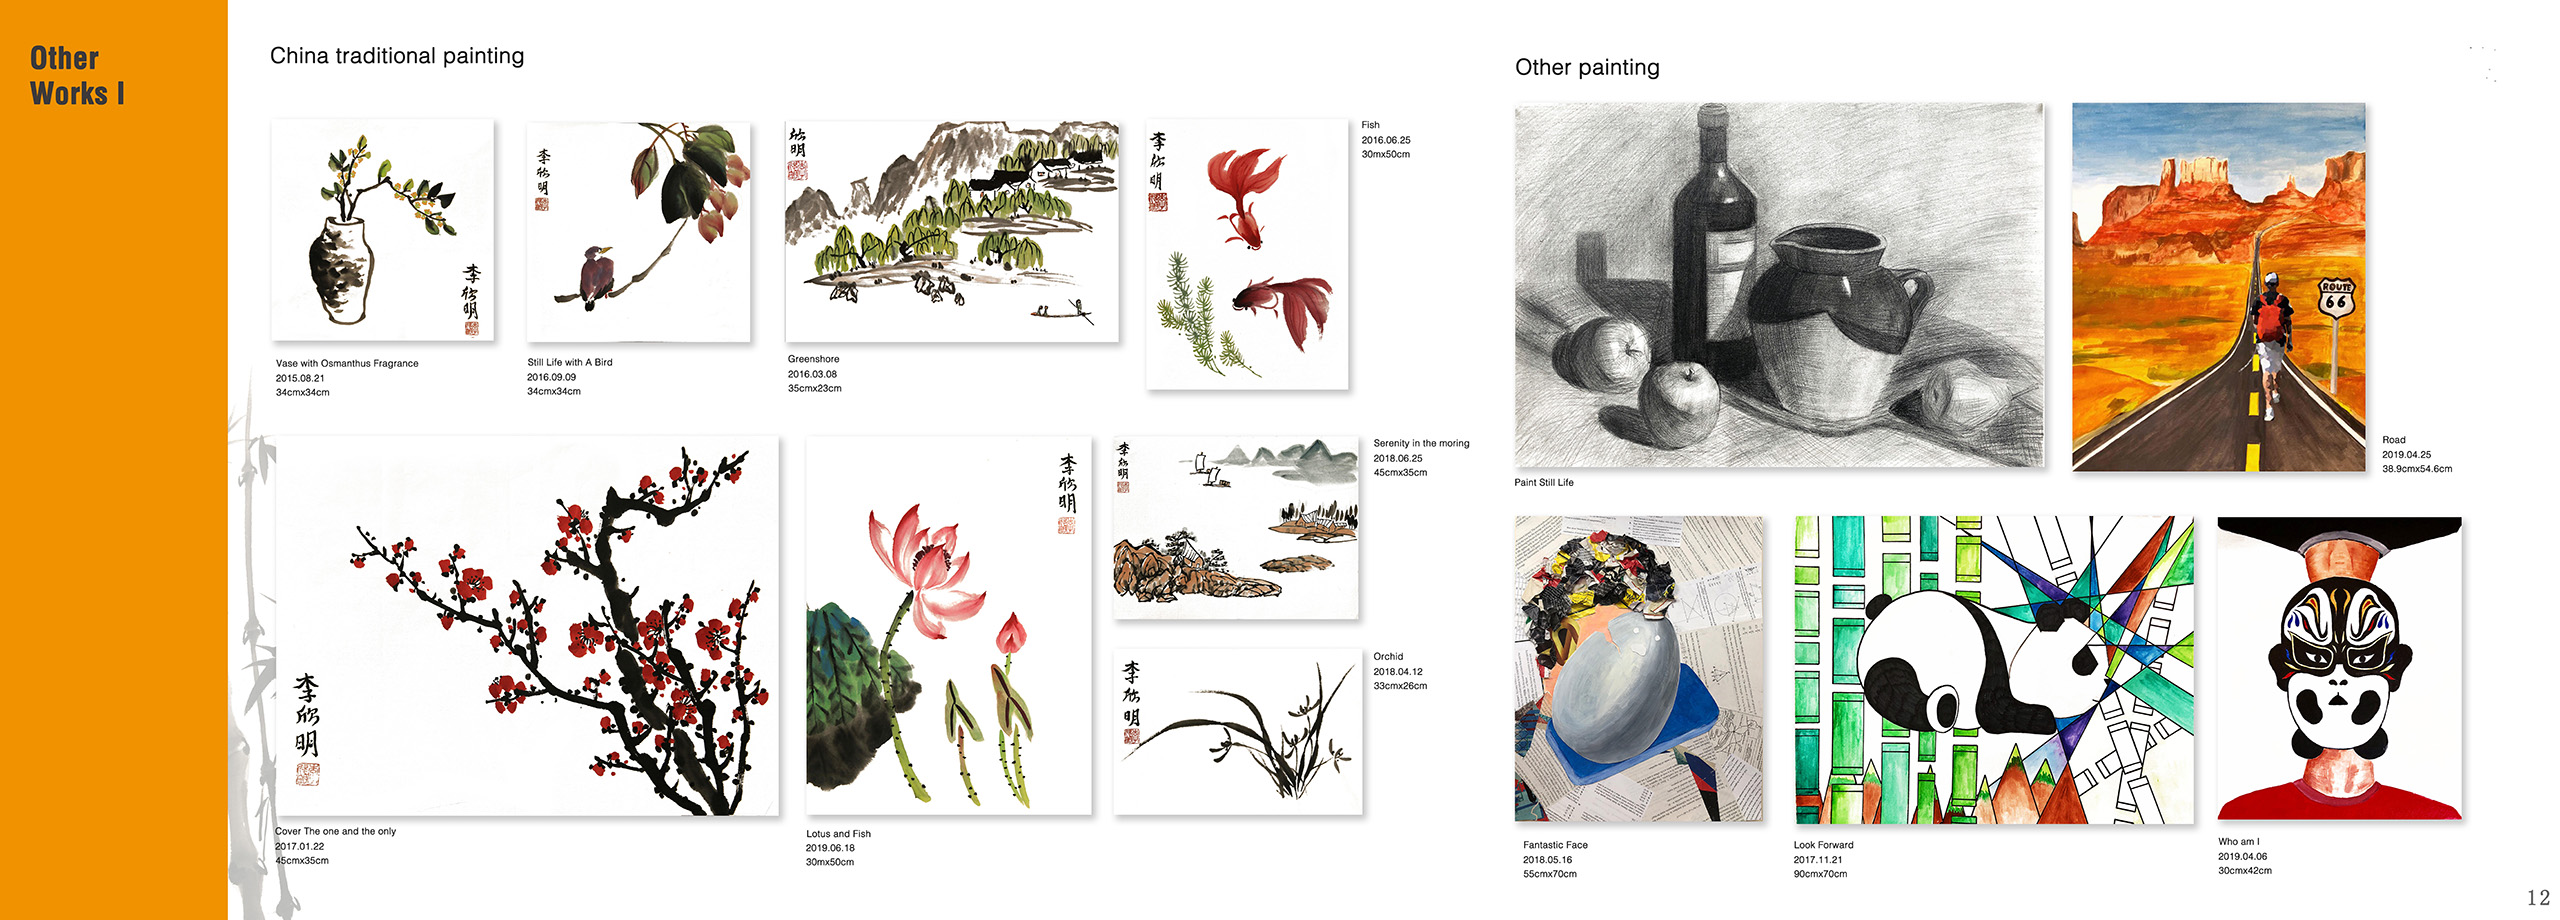 Other
Works I
China traditional painting
李欣明
Vase with Osmanthus Fragrance
2015.08.21
34cmx34cm
李欣明
Still Life with A Bird
2016.09.09
34cmx34cm
欣明
Greenshore
2016.03.08
35cmx23cm
李欣明
Fish
2016.06.25
30mx50cm
李欣明
Cover The one and the only
2017.01.22
45cmx35cm
李欣明
Lotus and Fish
2019.06.18
30mx50cm
李欣明
Serenity in the moring
2018.06.25
45cmx35cm
李欣明
Orchid
2018.04.12
33cmx26cm
Other painting
Paint Still Life
ROUTE
66
Road
2019.04.25
38.9cmx54.6cm
Fantastic Face
2018.05.16
55cmx70cm
Look Forward
2017.11.21
90cmx70cm
Who am I
2019.04.06
30cmx42cm
12